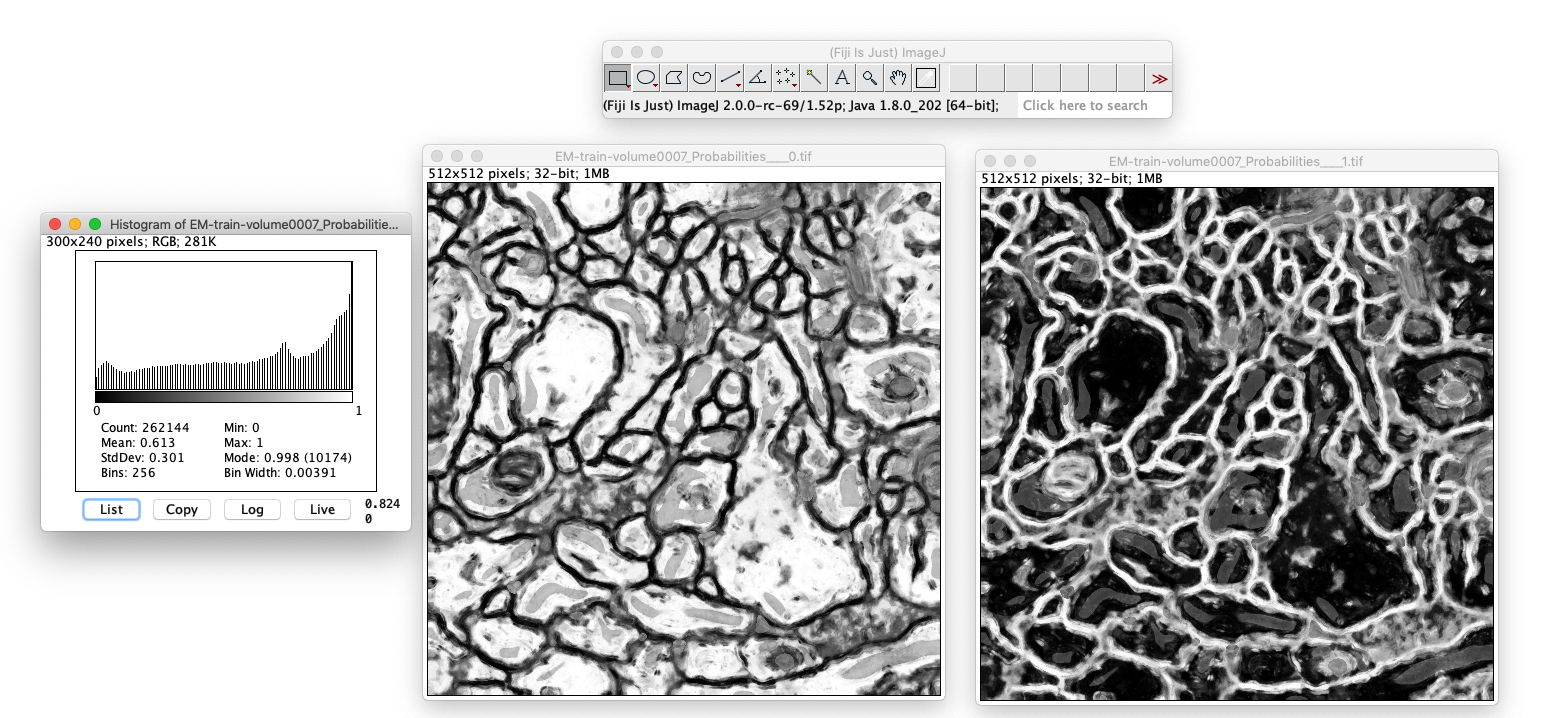 (Fiji Is Just) ImageJ
A
≫
(Fiji Is Just) ImageJ 2.0.0-rc-69/1.52p; Java 1.8.0_202 [64-bit];
Click here to search
EM-train-volume0007_Probabilities____0.tif
512x512 pixels; 32-bit; 1MB
EM-train-volume0007_Probabilities____1.tif
512x512 pixels; 32-bit; 1MB
Histogram of EM-train-volume0007_Probabilitie...
300x240 pixels; RGB; 281K
0 1
Count: 262144 Min: 0
Mean: 0.613 Max: 1
StdDev: 0.301 Mode: 0.998 (10174)
Bins: 256 Bin Width: 0.00391
List Copy Log Live 0.824
0